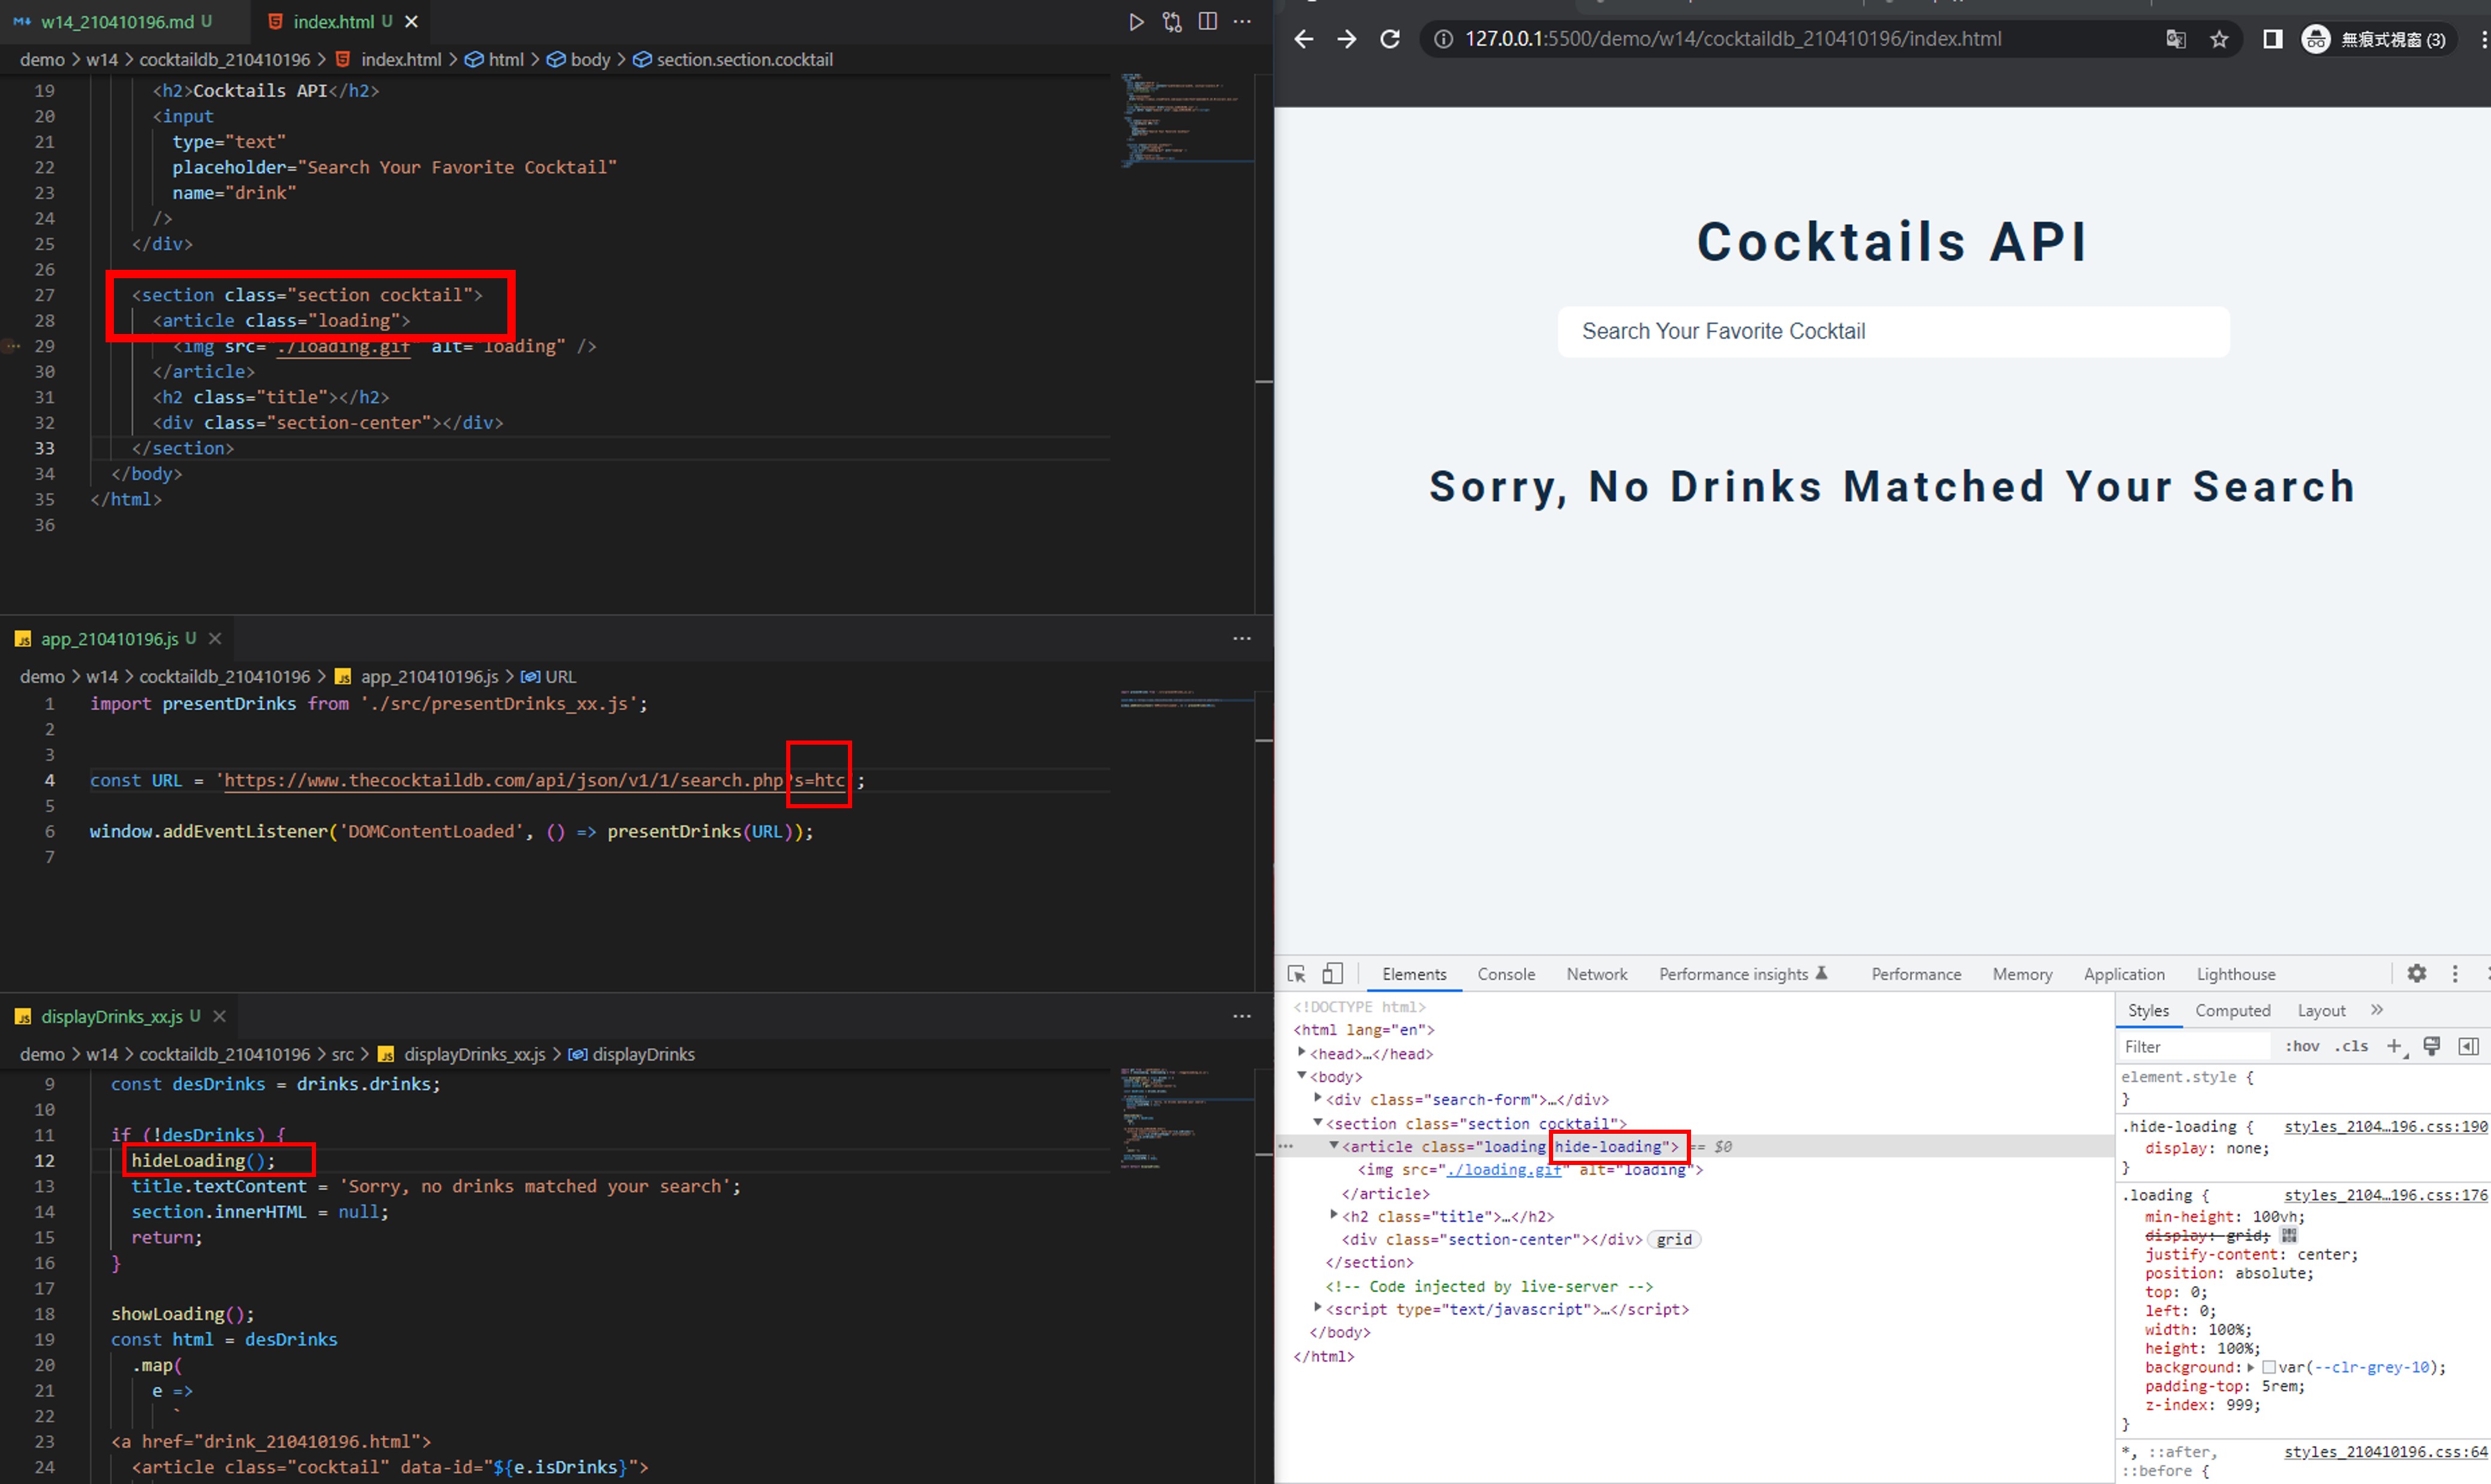 w14_210410196.md U
index.html U
demo > w14 > cocktaildb_210410196 > index.html > html > body > section.section.cocktail
19 <h2>Cocktails API</h2>
20 <input
21 type="text"
22 placeholder="Search Your Favorite Cocktail"
23 name="drink"
24 />
25 </div>
26
27 <section class="section cocktail">
28 <article class="loading">
29 <img src="./loading.gif" alt="loading" />
30 </article>
31 <h2 class="title"></h2>
32 <div class="section-center"></div>
33 </section>
34 </body>
35 </html>
36
app_210410196.js U
demo > w14 > cocktaildb_210410196 > app_210410196.js > URL
1 import presentDrinks from './src/presentDrinks_xx.js';
2
3
4 const URL = 'https://www.thecocktaildb.com/api/json/v1/1/search.php?s=htc';
5
6 window.addEventListener('DOMContentLoaded', () => presentDrinks(URL));
7
displayDrinks_xx.js U
demo > w14 > cocktaildb_210410196 > src > displayDrinks_xx.js > displayDrinks
9 const desDrinks = drinks.drinks;
10
11 if (!desDrinks) {
12 hideLoading();
13 title.textContent = 'Sorry, no drinks matched your search';
14 section.innerHTML = null;
15 return;
16 }
17
18 showLoading();
19 const html = desDrinks
20 .map(
21 e =>
22 `
23 <a href="drink_210410196.html">
24 <article class="cocktail" data-id="${e.isDrinks}">
127.0.0.1:5500/demo/w14/cocktaildb_210410196/index.html
無痕式視窗 (3)
Cocktails API
Search Your Favorite Cocktail
Sorry, No Drinks Matched Your Search
Elements Console Network Performance insights Performance Memory Application Lighthouse
<!DOCTYPE html>
<html lang="en">
<head>…</head>
<body>
<div class="search-form">…</div>
<section class="section cocktail">
<article class="loading hide-loading"> == $0
<img src="./loading.gif" alt="loading">
</article>
<h2 class="title">…</h2>
<div class="section-center"></div> grid
</section>
<!-- Code injected by live-server -->
<script type="text/javascript">…</script>
</body>
</html>
Styles Computed Layout
Filter :hov .cls
element.style {
}
.hide-loading { styles_2104…196.css:190
display: none;
}
.loading { styles_2104…196.css:176
min-height: 100vh;
display: grid;
justify-content: center;
position: absolute;
top: 0;
left: 0;
width: 100%;
height: 100%;
background: var(--clr-grey-10);
padding-top: 5rem;
z-index: 999;
}
*, ::after, styles_210410196.css:64
::before {